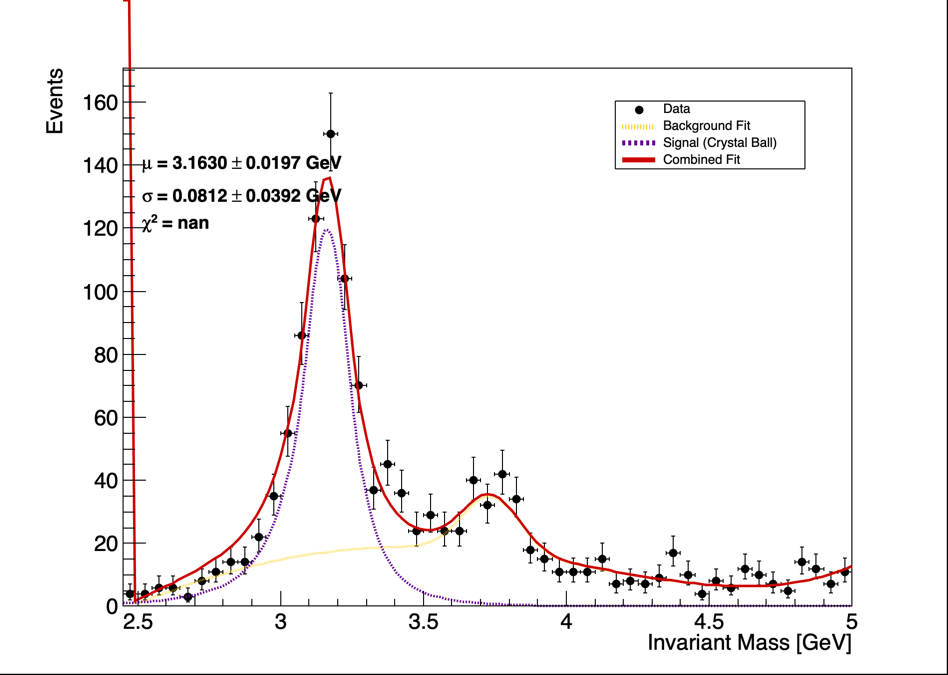 Events
160
140
120
100
80
60
40
20
0
μ = 3.1630 ± 0.0197 GeV
σ = 0.0812 ± 0.0392 GeV
χ² = nan
Data
Background Fit
Signal (Crystal Ball)
Combined Fit
2.5 3 3.5 4 4.5 5
Invariant Mass [GeV]